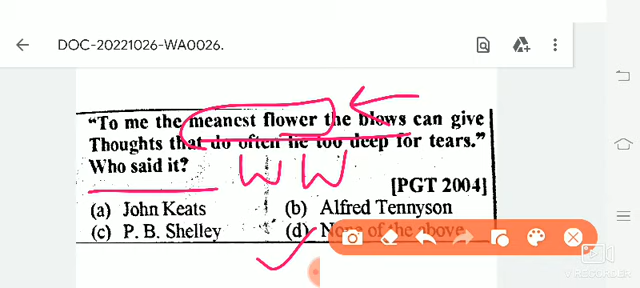 DOC-20221026-WA0026.
"To me the meanest flower the blows can give
Thoughts that do often lie too deep for tears."
Who said it?
W W
[PGT 2004]
(a) John Keats (b) Alfred Tennyson
(c) P. B. Shelley (d) None of the above
RECORDER